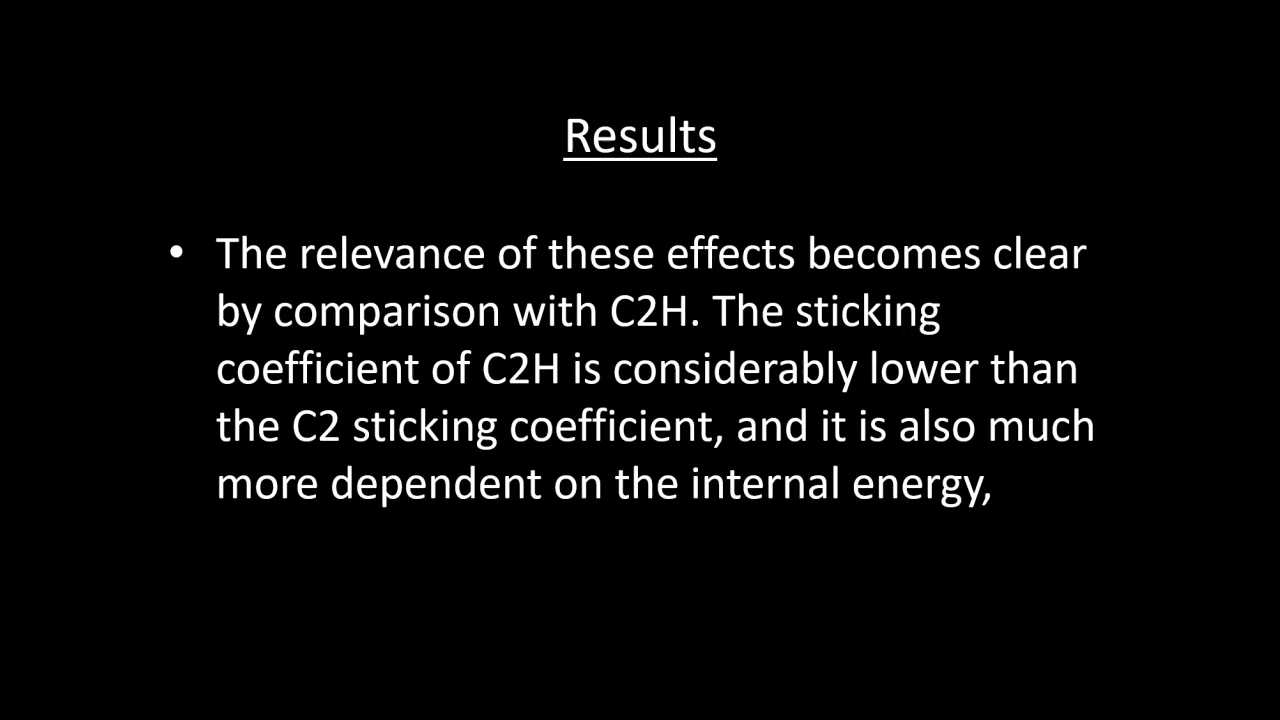 Results
• The relevance of these effects becomes clear
by comparison with C2H. The sticking
coefficient of C2H is considerably lower than
the C2 sticking coefficient, and it is also much
more dependent on the internal energy,